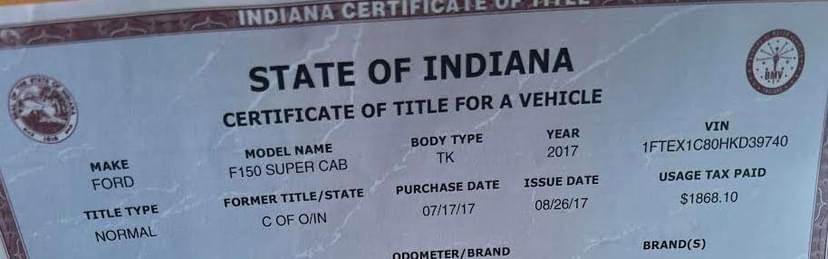 INDIANA CERTIFICATE OF TITLE
STATE OF INDIANA
CERTIFICATE OF TITLE FOR A VEHICLE
MAKE MODEL NAME BODY TYPE YEAR VIN
FORD F150 SUPER CAB TK 2017 1FTEX1C80HKD39740
TITLE TYPE FORMER TITLE/STATE PURCHASE DATE ISSUE DATE USAGE TAX PAID
NORMAL C OF O/IN 07/17/17 08/26/17 $1868.10
ODOMETER/BRAND BRAND(S)
BMV
1816